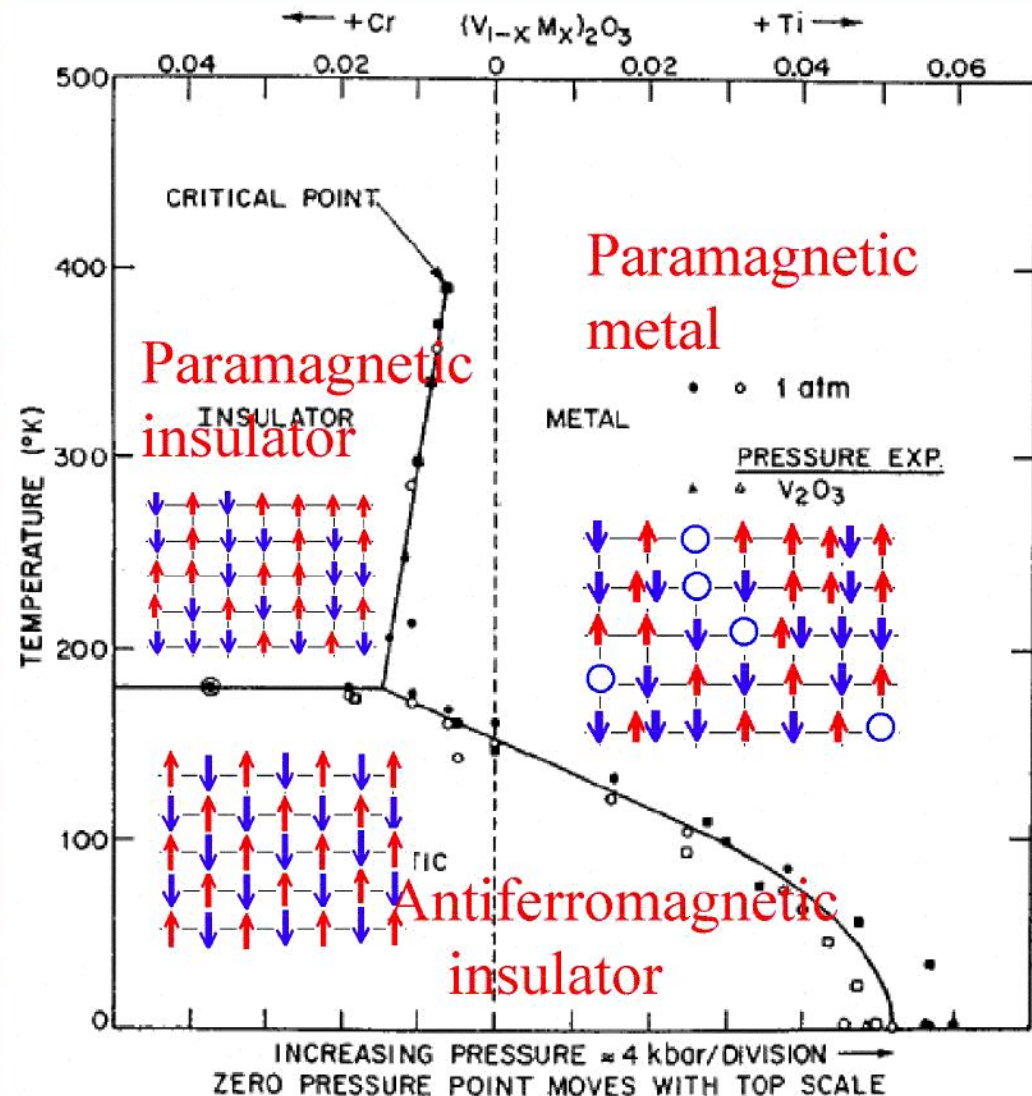 ← +Cr (V₁₋ₓMₓ)₂O₃ +Ti →
0.04 0.02 0 0.02 0.04 0.06
500
CRITICAL POINT
400
Paramagnetic
metal
Paramagnetic
• ○ 1 atm
INSULATOR METAL
insulator
PRESSURE EXP.
300
V₂O₃
TEMPERATURE (°K)
200
100
TIC
Antiferromagnetic
insulator
0
INCREASING PRESSURE ≈ 4 kbar/DIVISION →
ZERO PRESSURE POINT MOVES WITH TOP SCALE